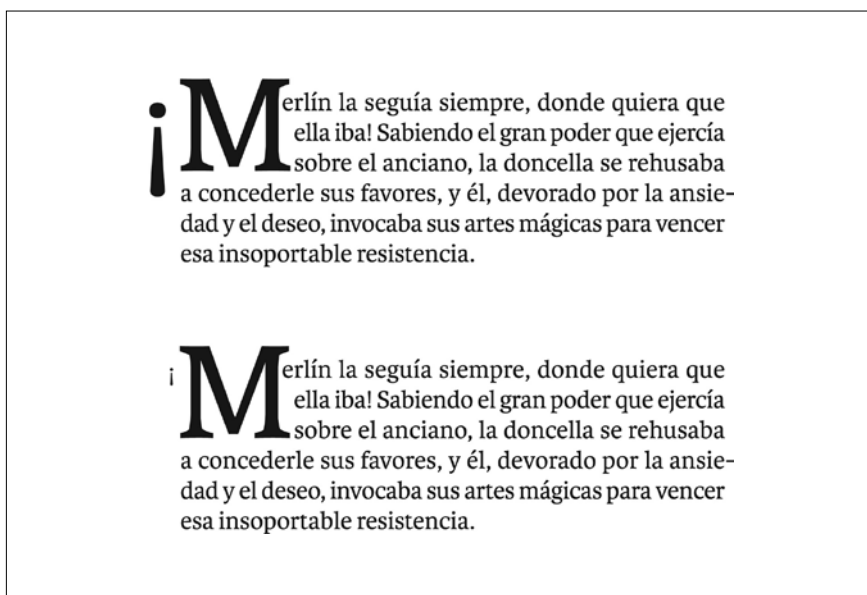 ¡Merlín la seguía siempre, donde quiera que
ella iba! Sabiendo el gran poder que ejercía
sobre el anciano, la doncella se rehusaba
a concederle sus favores, y él, devorado por la ansie-
dad y el deseo, invocaba sus artes mágicas para vencer
esa insoportable resistencia.
¡Merlín la seguía siempre, donde quiera que
ella iba! Sabiendo el gran poder que ejercía
sobre el anciano, la doncella se rehusaba
a concederle sus favores, y él, devorado por la ansie-
dad y el deseo, invocaba sus artes mágicas para vencer
esa insoportable resistencia.